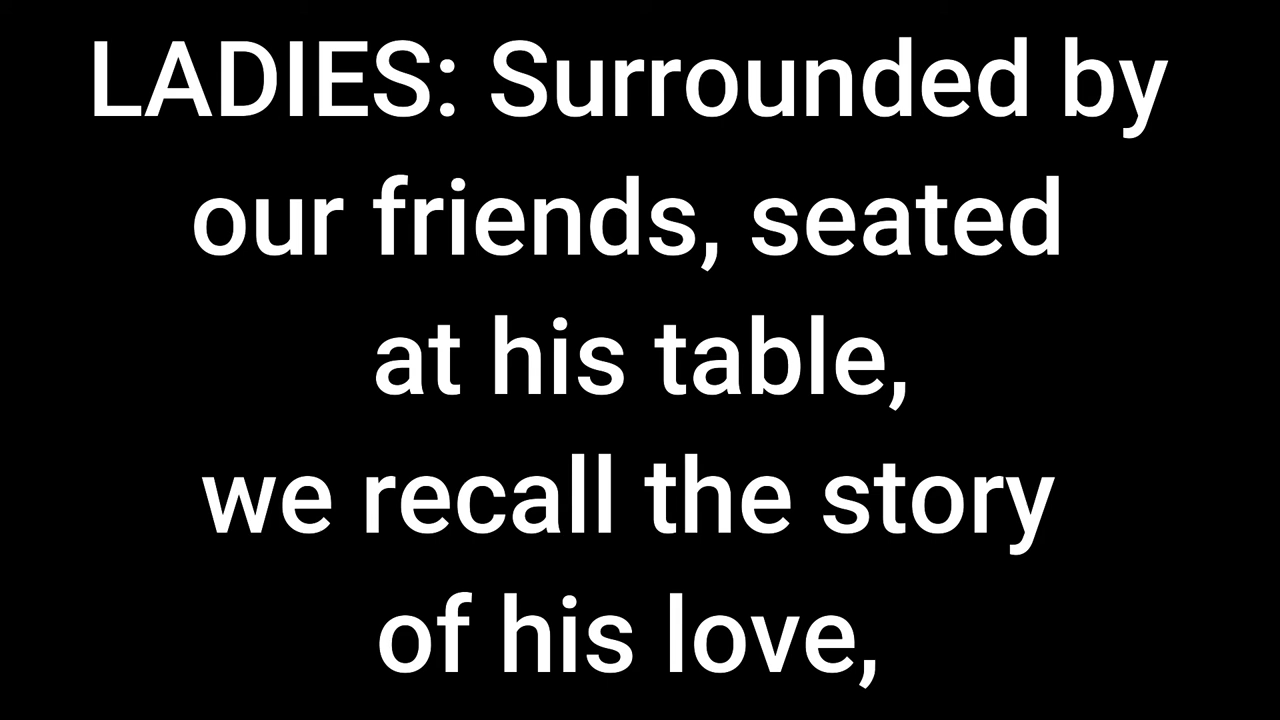 LADIES: Surrounded by
our friends, seated
at his table,
we recall the story
of his love,